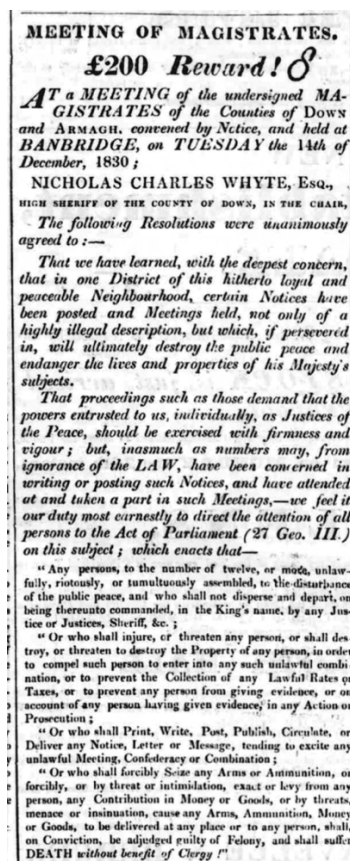 MEETING OF MAGISTRATES.
£200 Reward!
AT a MEETING of the undersigned MA-
GISTRATES of the Counties of DOWN
and ARMAGH, convened by Notice, and held at
BANBRIDGE, on TUESDAY the 14th of
December, 1830;
NICHOLAS CHARLES WHYTE, ESQ.,
HIGH SHERIFF OF THE COUNTY OF DOWN, IN THE CHAIR,
The following Resolutions were unanimously
agreed to:—
That we have learned, with the deepest concern,
that in one District of this hitherto loyal and
peaceable Neighbourhood, certain Notices have
been posted and Meetings held, not only of a
highly illegal description, but which, if persevered
in, will ultimately destroy the public peace and
endanger the lives and properties of his Majesty's
subjects.
That proceedings such as those demand that the
powers entrusted to us, individually, as Justices of
the Peace, should be exercised with firmness and
vigour; but, inasmuch as numbers may, from
ignorance of the LAW, have been concerned in
writing or posting such Notices, and have attended
at and taken a part in such Meetings,—we feel it
our duty most earnestly to direct the attention of all
persons to the Act of Parliament (27 Geo. III.)
on this subject; which enacts that—
"Any persons, to the number of twelve, or more, unlaw-
fully, riotously, or tumultuously assembled, to the disturbance
of the public peace, and who shall not disperse and depart, on
being thereunto commanded, in the King's name, by any Jus-
tice or Justices, Sheriff, &c.;
"Or who shall injure, or threaten any person, or shall des-
troy, or threaten to destroy the Property of any person, in order
to compel such person to enter into any such unlawful combi-
nation, or to prevent the Collection of any Lawful Rates or
Taxes, or to prevent any person from giving evidence, or on
account of any person having given evidence, in any Action or
Prosecution;
"Or who shall Print, Write, Post, Publish, Circulate, or
Deliver any Notice, Letter or Message, tending to excite any
unlawful Meeting, Confederacy or Combination;
"Or who shall forcibly Seize any Arms or Ammunition, or
forcibly, or by threat or intimidation, exact or levy from any
person, any Contribution in Money or Goods, or by threats,
menace or insinuation, cause any Arms, Ammunition, Money
or Goods, to be delivered at any place or to any person, shall,
on Conviction, be adjudged guilty of Felony, and shall suffer
DEATH without benefit of Clergy!"